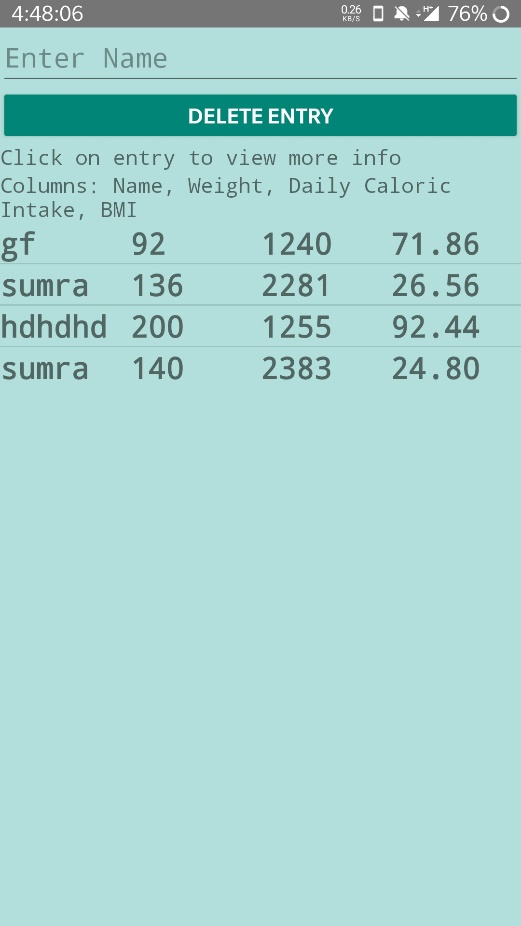 4:48:06 0.26 KB/S H+ 76%
Enter Name
DELETE ENTRY
Click on entry to view more info
Columns: Name, Weight, Daily Caloric
Intake, BMI
gf 92 1240 71.86
sumra 136 2281 26.56
hdhdhd 200 1255 92.44
sumra 140 2383 24.80